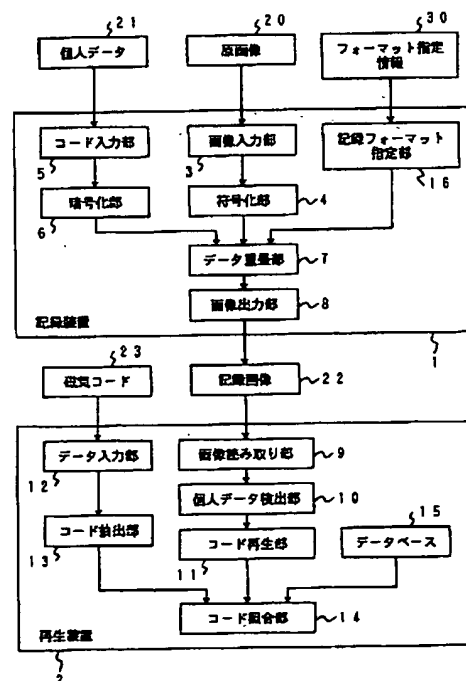 21
20
30
個人データ
原画像
フォーマット指定
情報
コード入力部
画像入力部
記録フォーマット
指定部
5
3
16
暗号化部
符号化部
4
6
データ重畳部
7
画像出力部
8
記録装置
1
23
磁気コード
記録画像
22
データ入力部
画像読み取り部
9
12
個人データ検出部
10
15
コード抽出部
コード再生部
データベース
13
11
コード照合部
14
再生装置
2